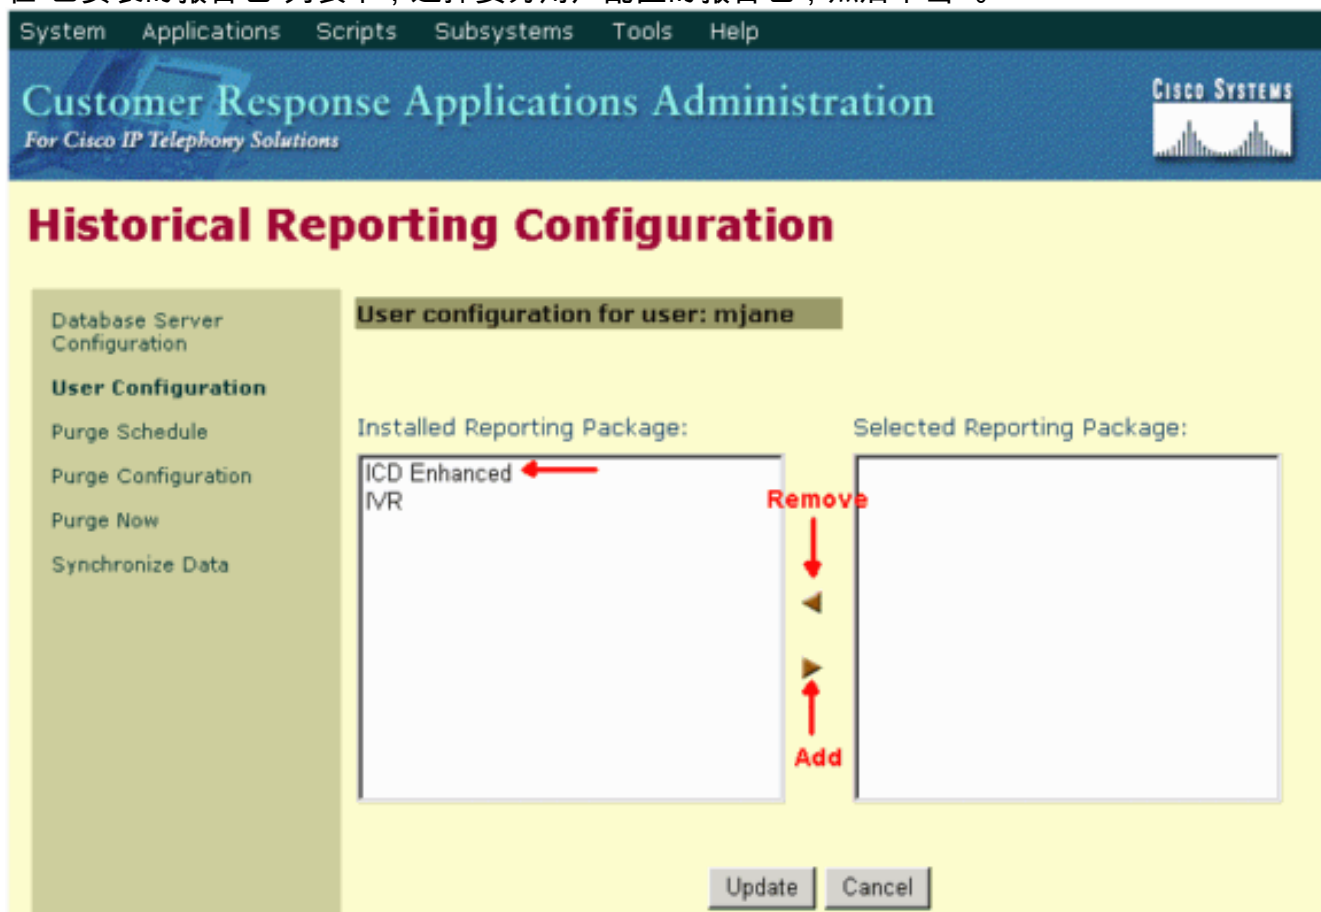 System Applications Scripts Subsystems Tools Help
Customer Response Applications Administration
For Cisco IP Telephony Solutions
CISCO SYSTEMS
Historical Reporting Configuration
Database Server
Configuration
User Configuration
Purge Schedule
Purge Configuration
Purge Now
Synchronize Data
User configuration for user: mjane
Installed Reporting Package:
ICD Enhanced
IVR
Remove
Add
Selected Reporting Package:
Update Cancel